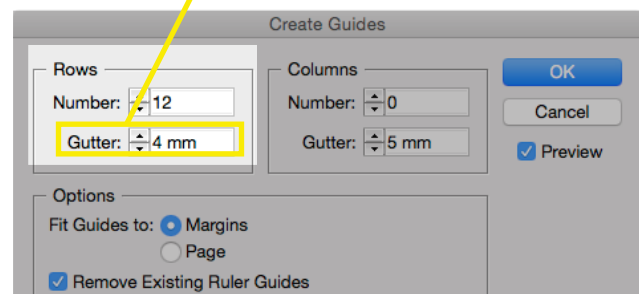 Create Guides
Rows
Number: 12
Gutter: 4 mm
Columns
Number: 0
Gutter: 5 mm
OK
Cancel
Preview
Options
Fit Guides to: Margins
Page
Remove Existing Ruler Guides